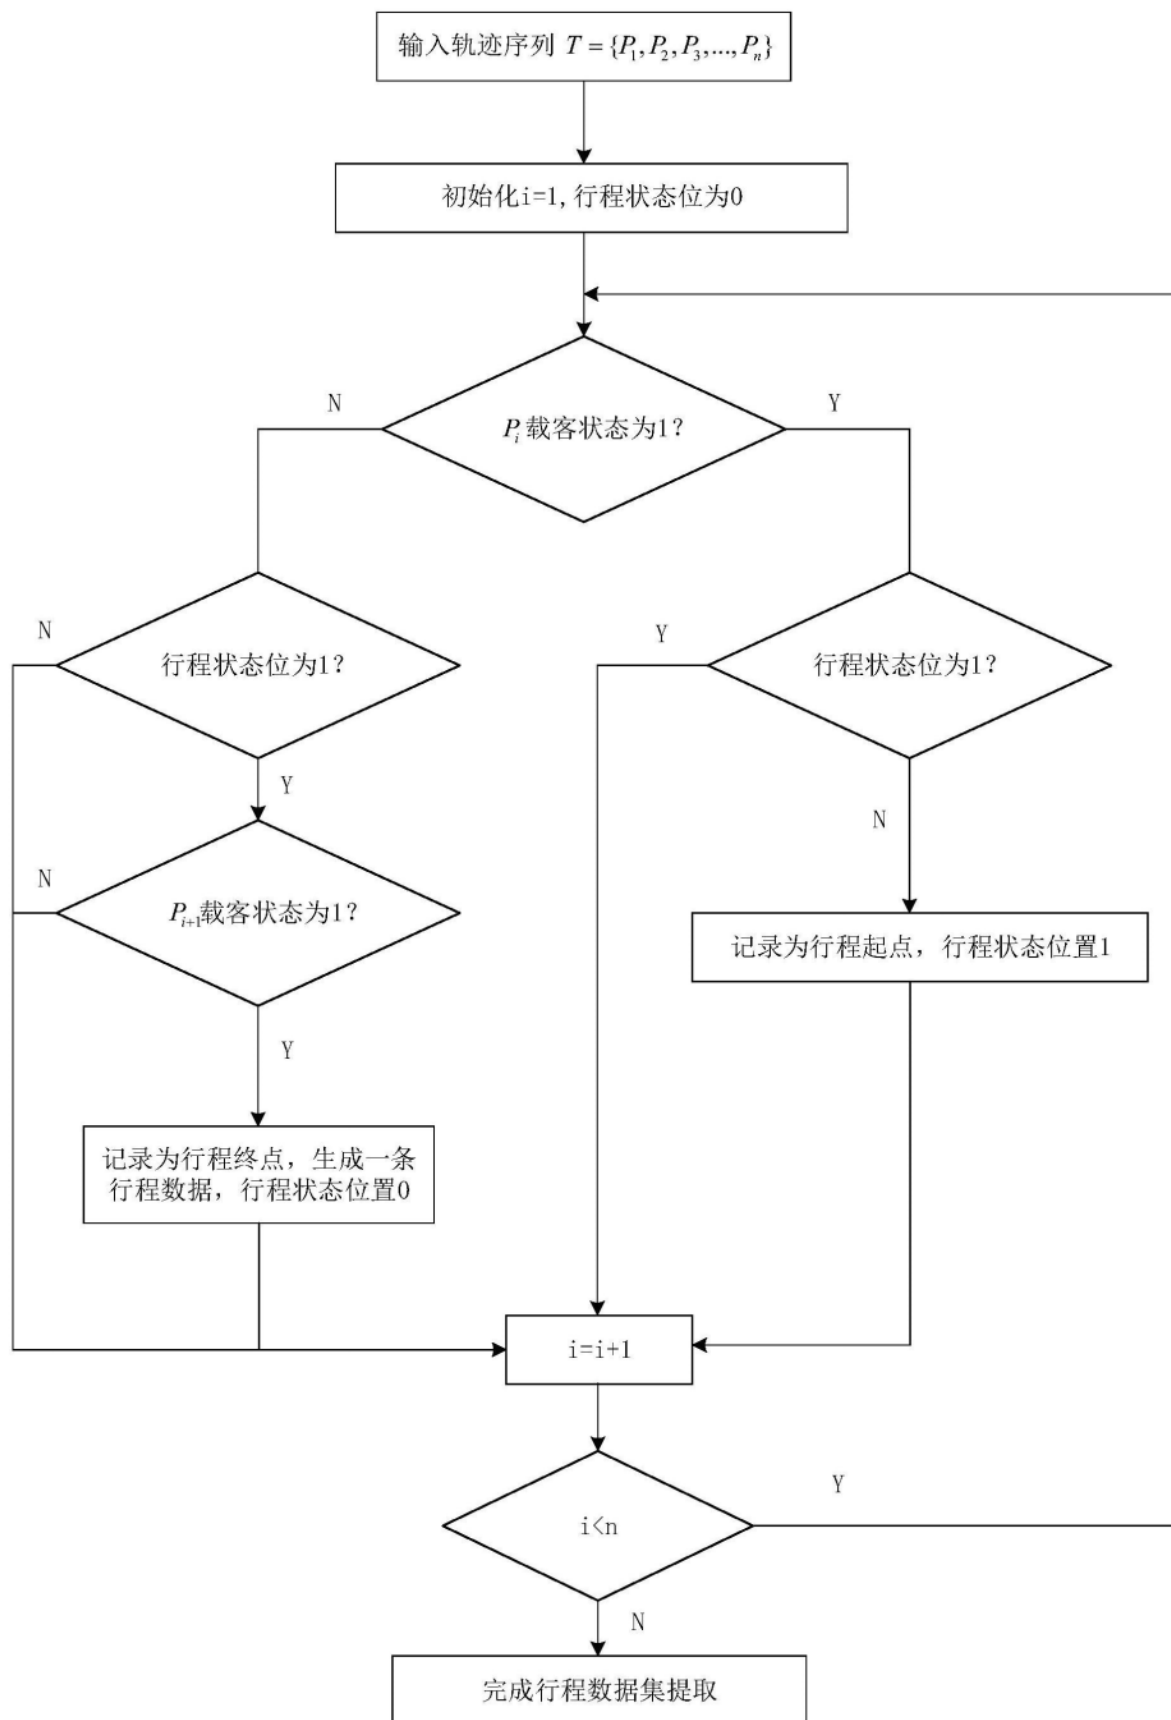 输入轨迹序列 T = {P₁, P₂, P₃, ..., Pₙ}
初始化i=1,行程状态位为0
N
Y
Pᵢ 载客状态为1?
N
行程状态位为1?
Y
行程状态位为1?
Y
N
N
Pᵢ₊₁载客状态为1?
记录为行程起点，行程状态位置1
Y
记录为行程终点，生成一条
行程数据，行程状态位置0
i=i+1
Y
i<n
N
完成行程数据集提取